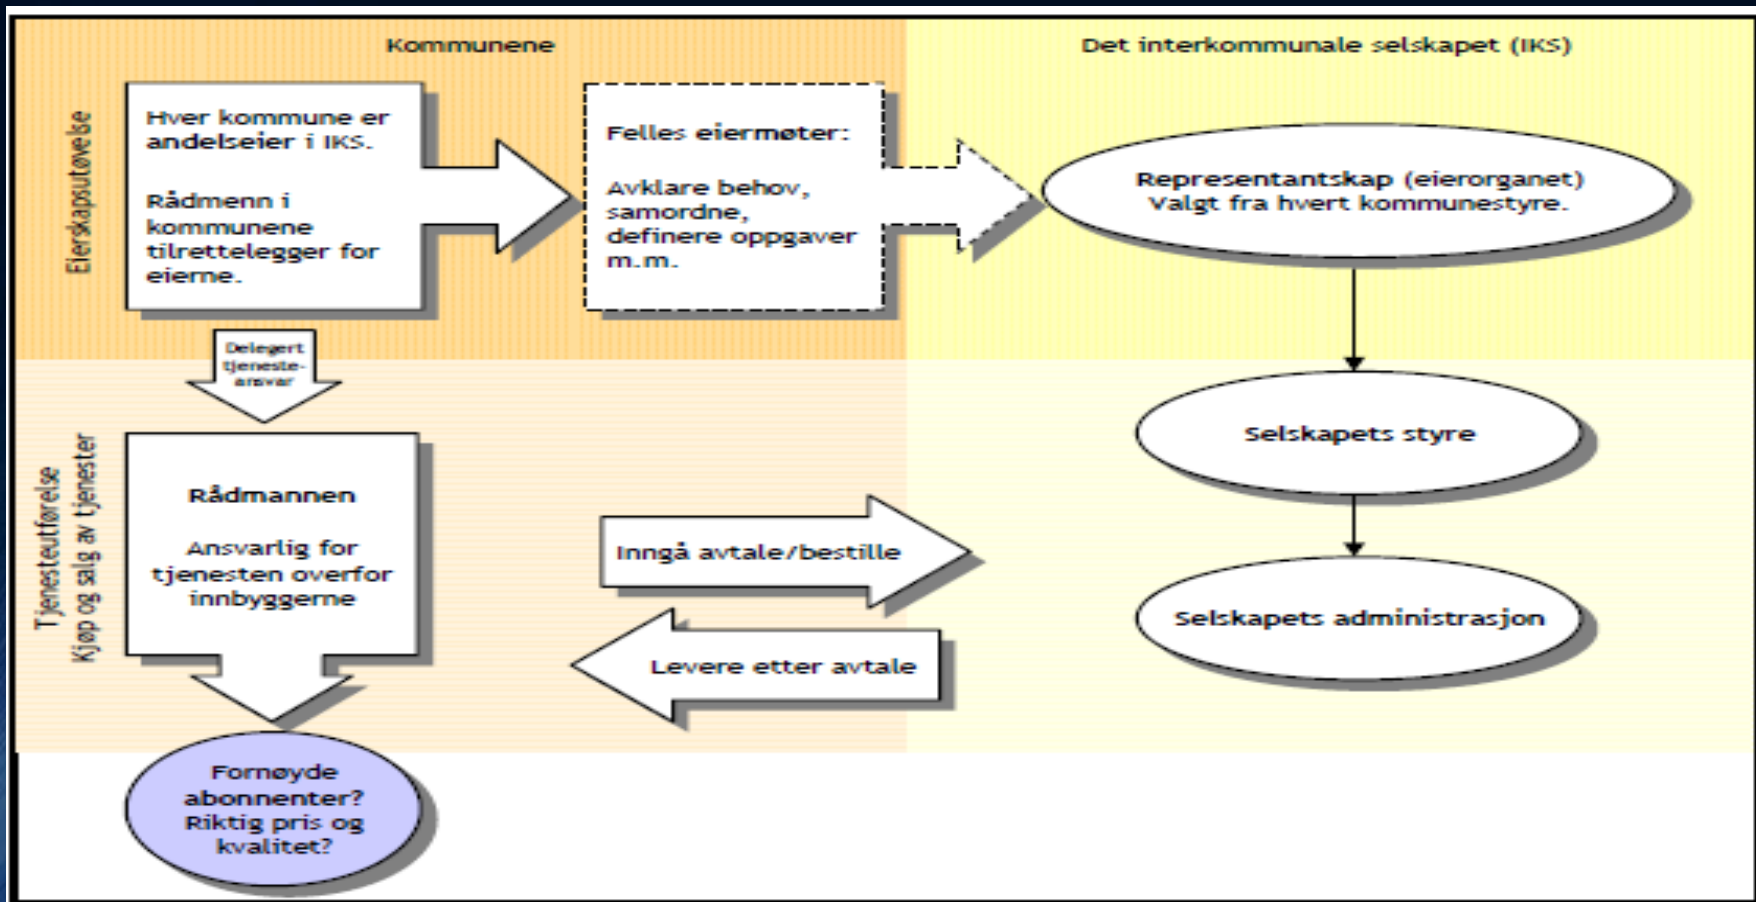 Kommunene
Det interkommunale selskapet (IKS)
Eierskapsutøvelse
Hver kommune er
andelseier i IKS.
Rådmenn i
kommunene
tilrettelegger for
eierne.
Felles eiermøter:
Avklare behov,
samordne,
definere oppgaver
m.m.
Representantskap (eierorganet)
Valgt fra hvert kommunestyre.
Delegert
tjeneste-
ansvar
Selskapets styre
Tjenesteutførelse
Kjøp og salg av tjenester
Rådmannen
Ansvarlig for
tjenesten overfor
innbyggerne
Inngå avtale/bestille
Levere etter avtale
Selskapets administrasjon
Fornøyde
abonnenter?
Riktig pris og
kvalitet?